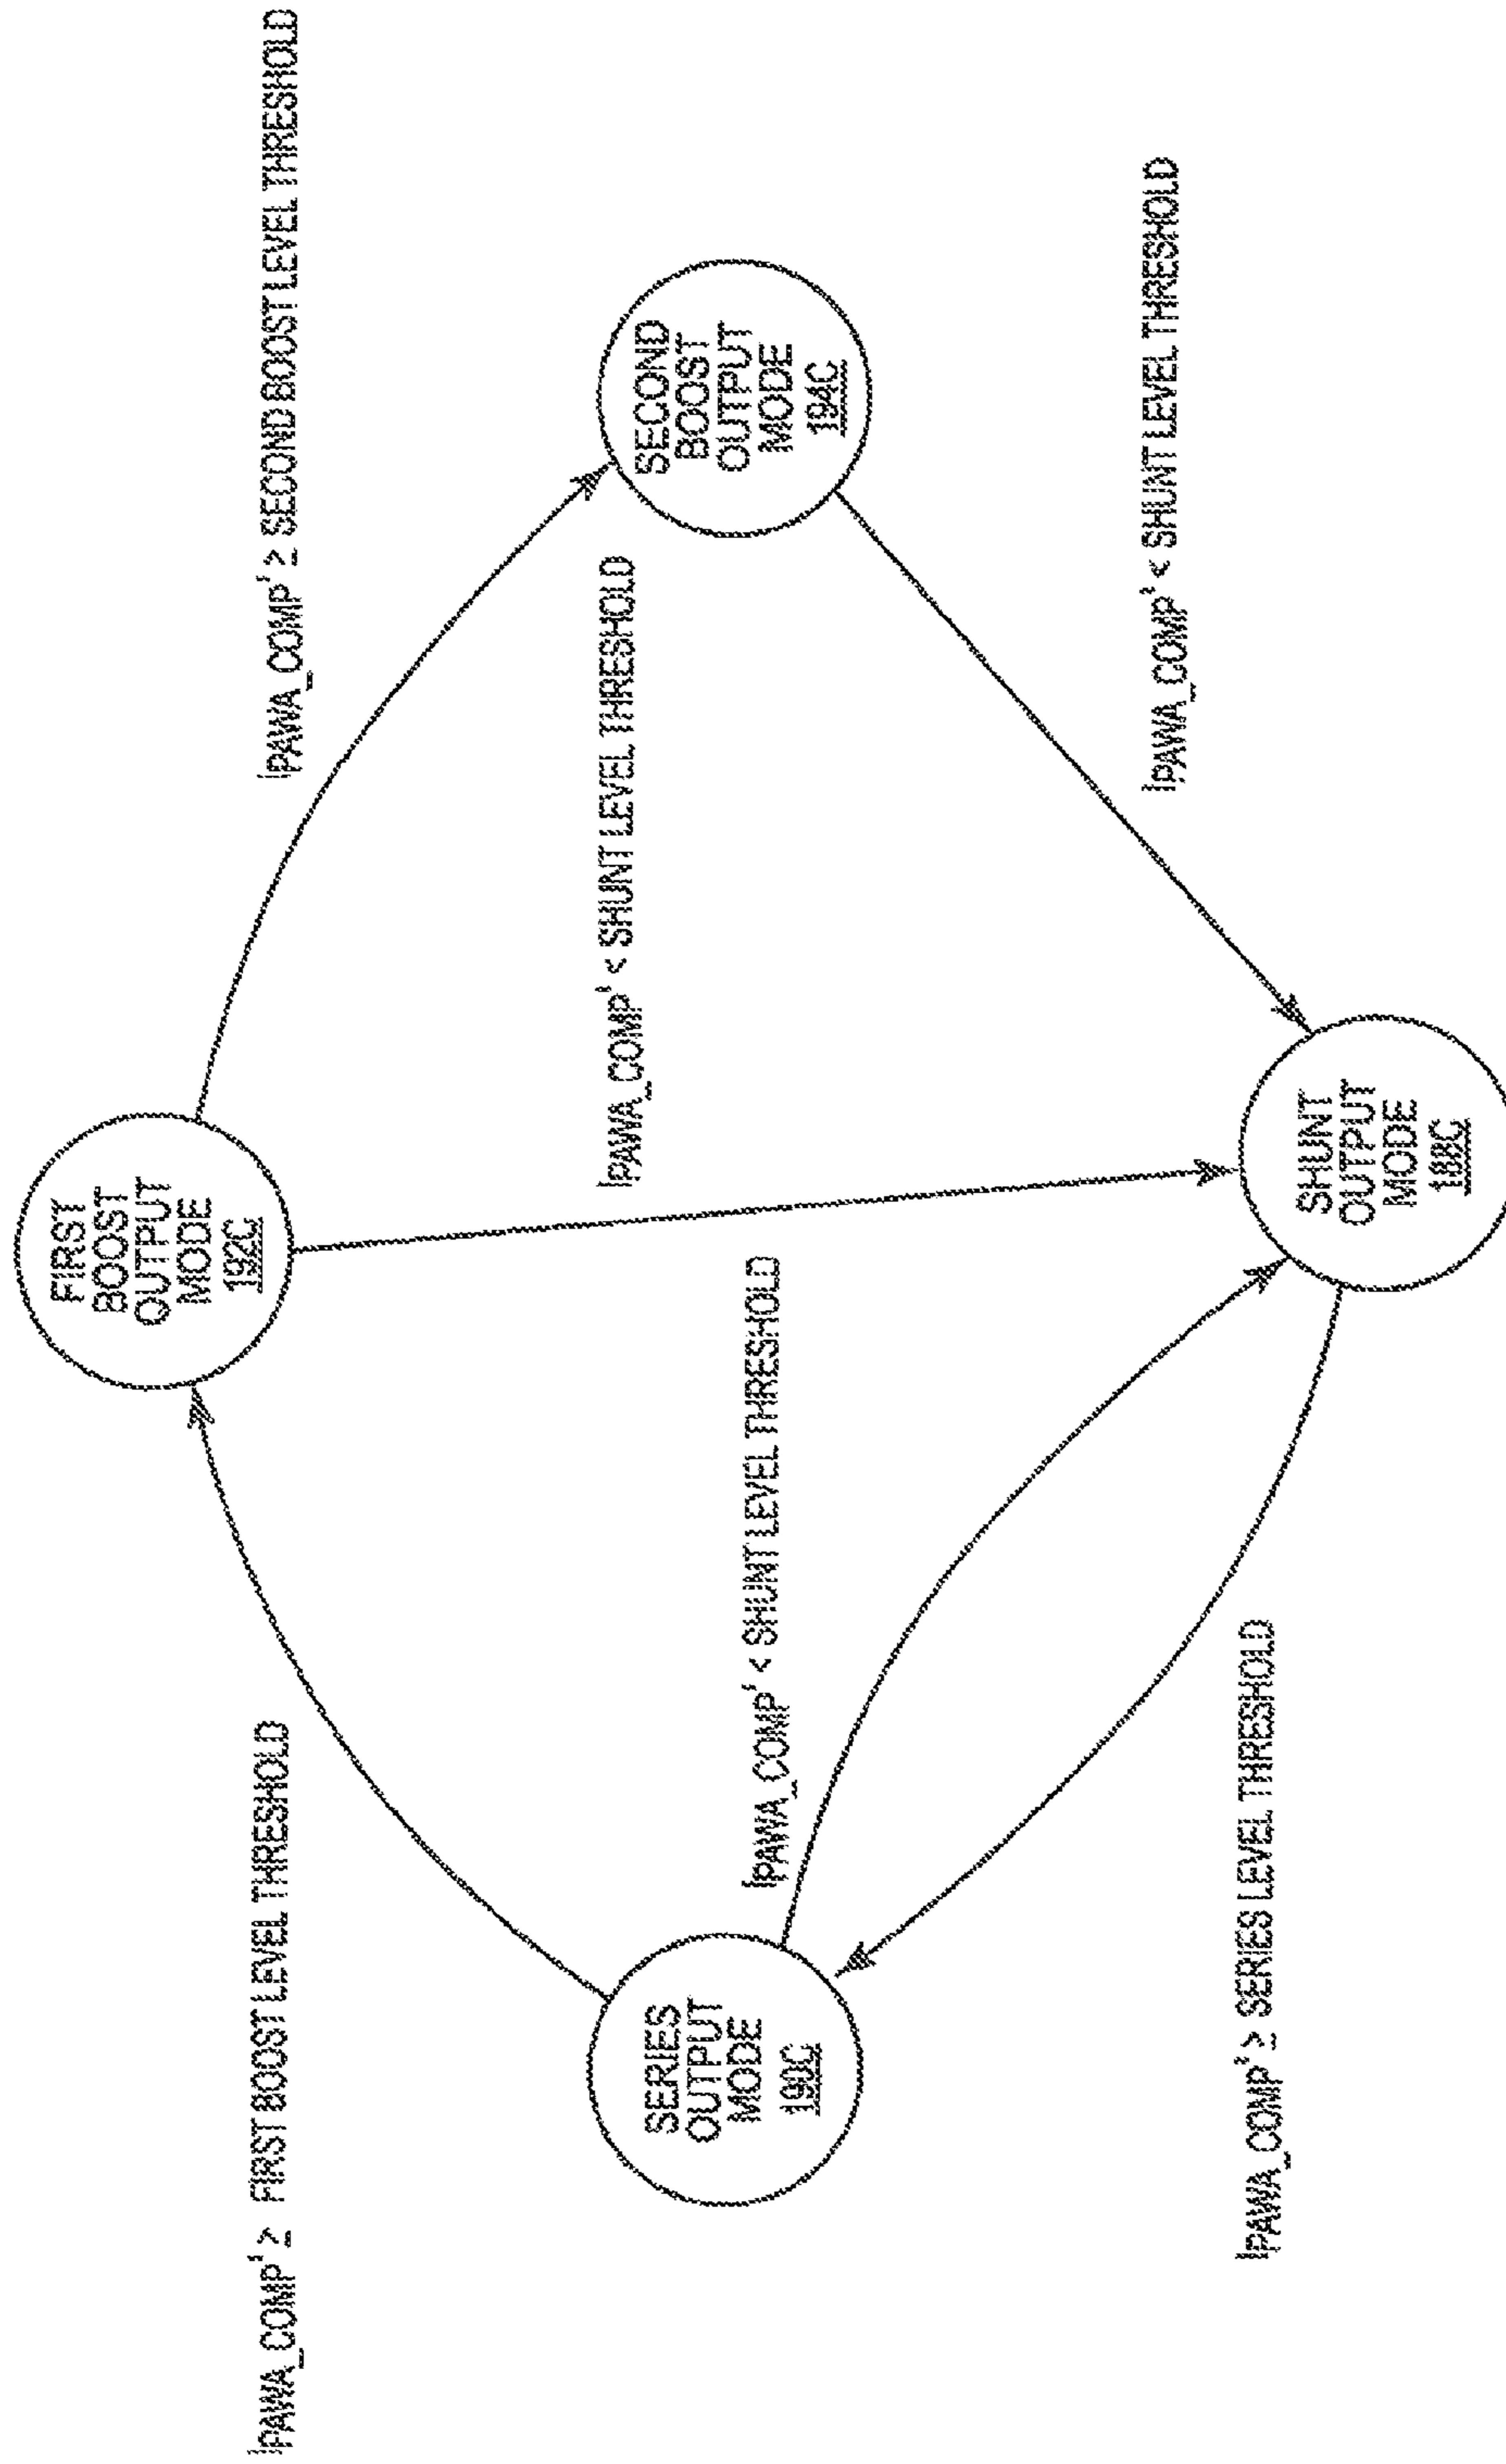 IPAWA_COMP' ≥ FIRST BOOST LEVEL THRESHOLD
FIRST
BOOST
OUTPUT
MODE
192C
IPAWA_COMP' ≥ SECOND BOOST LEVEL THRESHOLD
SERIES
OUTPUT
MODE
190C
IPAWA_COMP' < SHUNT LEVEL THRESHOLD
IPAWA_COMP' < SHUNT LEVEL THRESHOLD
SECOND
BOOST
OUTPUT
MODE
194C
IPAWA_COMP' ≥ SERIES LEVEL THRESHOLD
SHUNT
OUTPUT
MODE
188C
IPAWA_COMP' < SHUNT LEVEL THRESHOLD